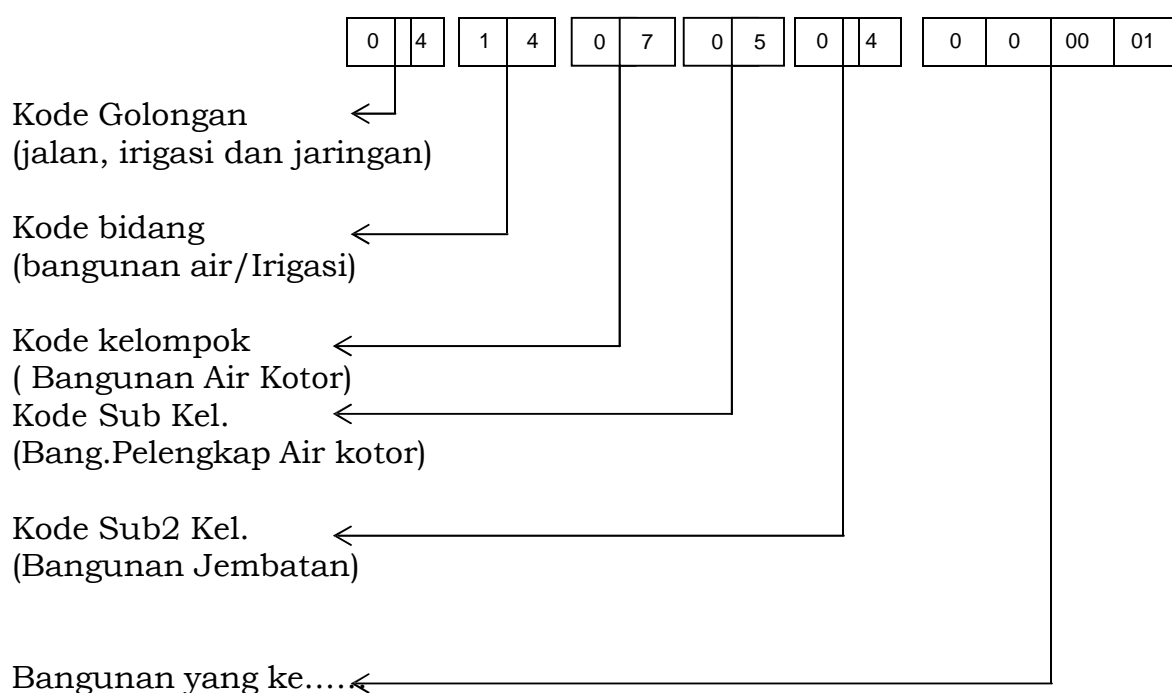 0 4 1 4 0 7 0 5 0 4 0 0 00 01
Kode Golongan
(jalan, irigasi dan jaringan)
Kode bidang
(bangunan air/Irigasi)
Kode kelompok
( Bangunan Air Kotor)
Kode Sub Kel.
(Bang.Pelengkap Air kotor)
Kode Sub2 Kel.
(Bangunan Jembatan)
Bangunan yang ke......